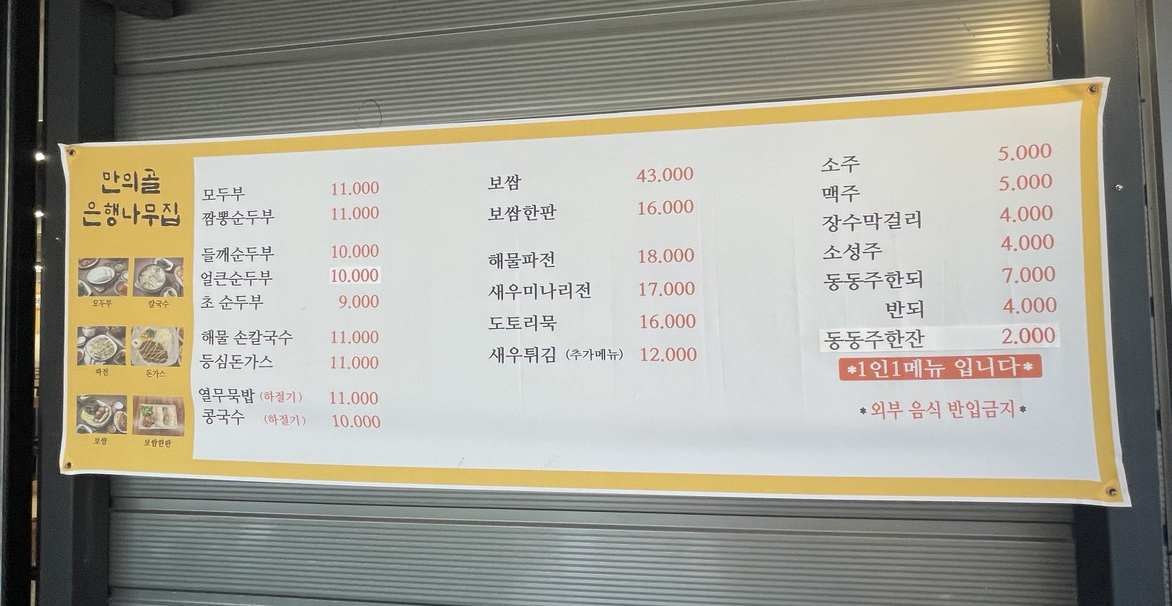 만의골
은행나무집
모두부
칼국수
파전
돈가스
보쌈
보쌈한판
모두부 11.000
짬뽕순두부 11.000
들깨순두부 10.000
얼큰순두부 10.000
초 순두부 9.000
해물 손칼국수 11.000
등심돈가스 11.000
열무묵밥 (하절기) 11.000
콩국수 (하절기) 10.000
보쌈 43.000
보쌈한판 16.000
해물파전 18.000
새우미나리전 17.000
도토리묵 16.000
새우튀김 (추가메뉴) 12.000
소주 5.000
맥주 5.000
장수막걸리 4.000
소성주 4.000
동동주한되 7.000
반되 4.000
동동주한잔 2.000
*1인1메뉴 입니다*
*외부 음식 반입금지*